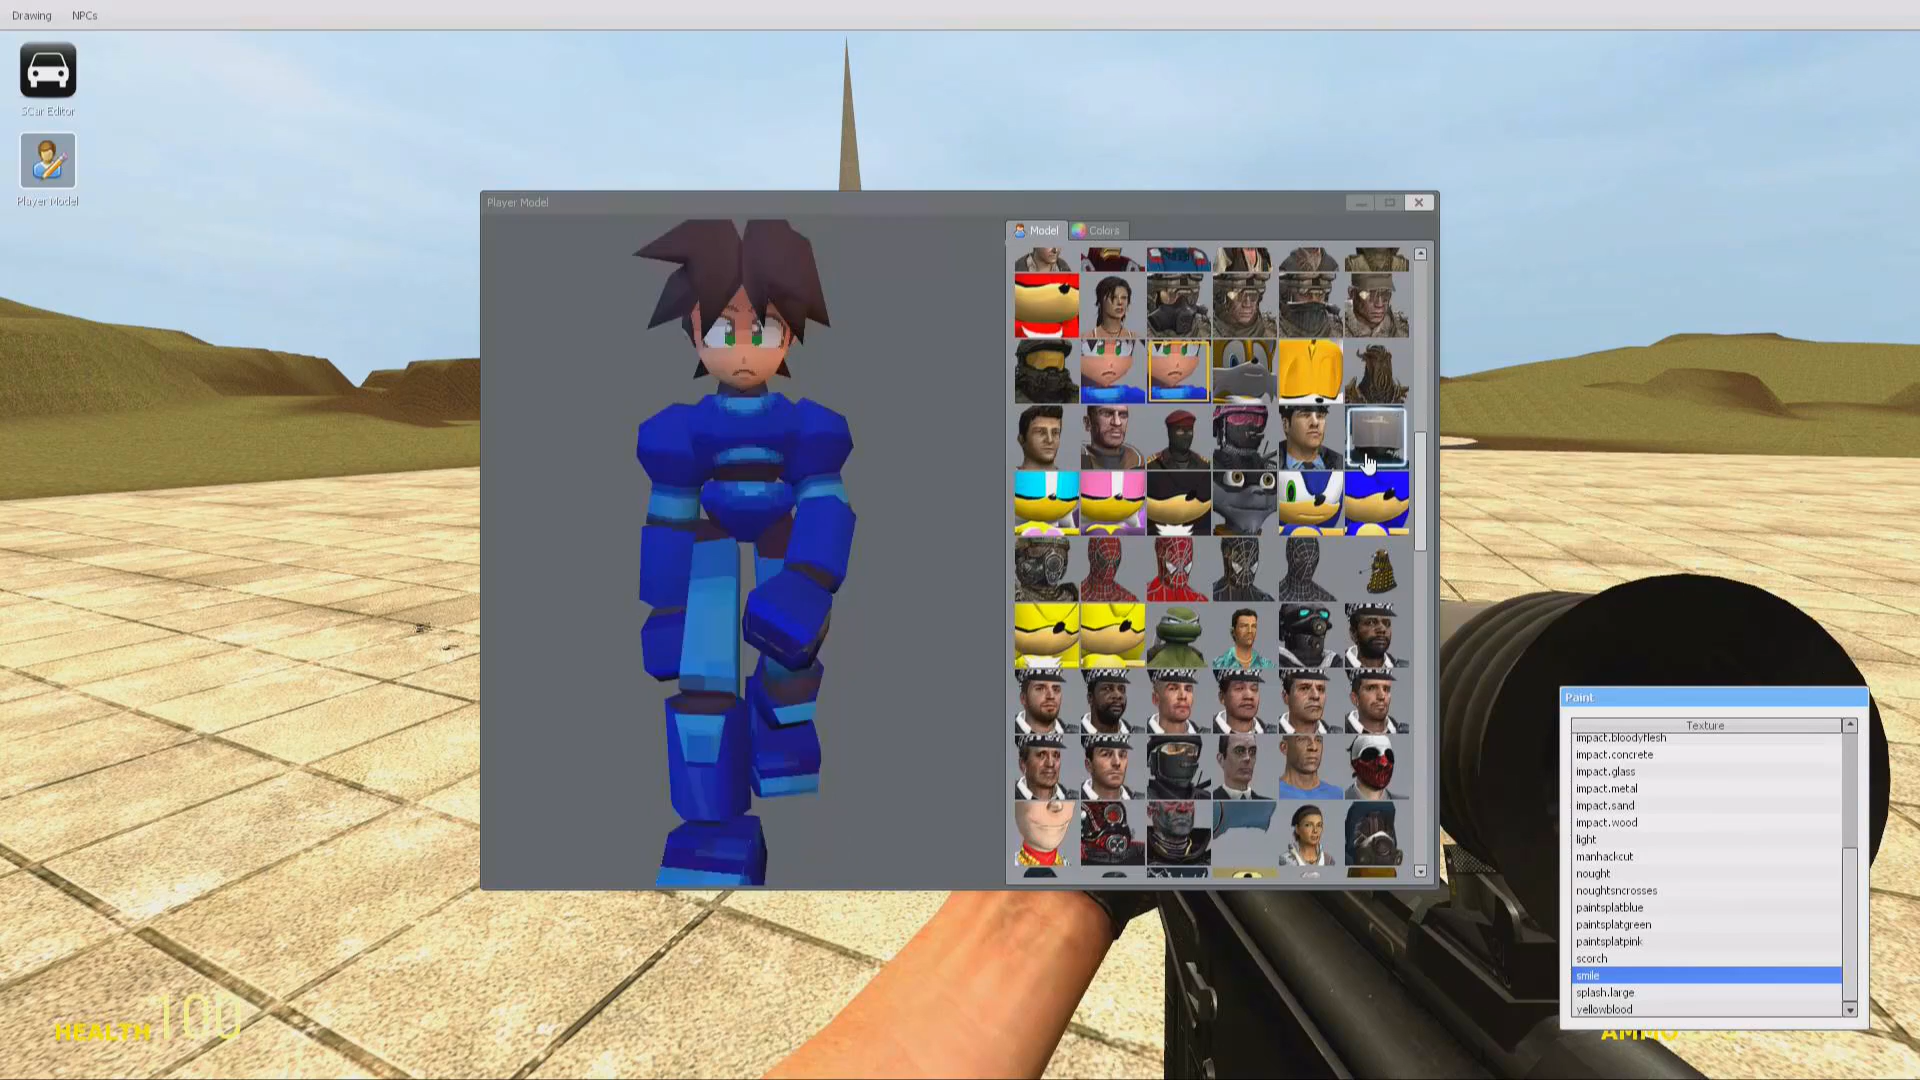 Drawing NPCs
SCar Editor
Player Model
Player Model
Model Colors
Paint
Texture
impact.bloodyflesh
impact.concrete
impact.glass
impact.metal
impact.sand
impact.wood
light
manhackcut
nought
noughtsncrosses
paintsplatblue
paintsplatgreen
paintsplatpink
scorch
smile
splash.large
yellowblood
HEALTH 100
AMMO